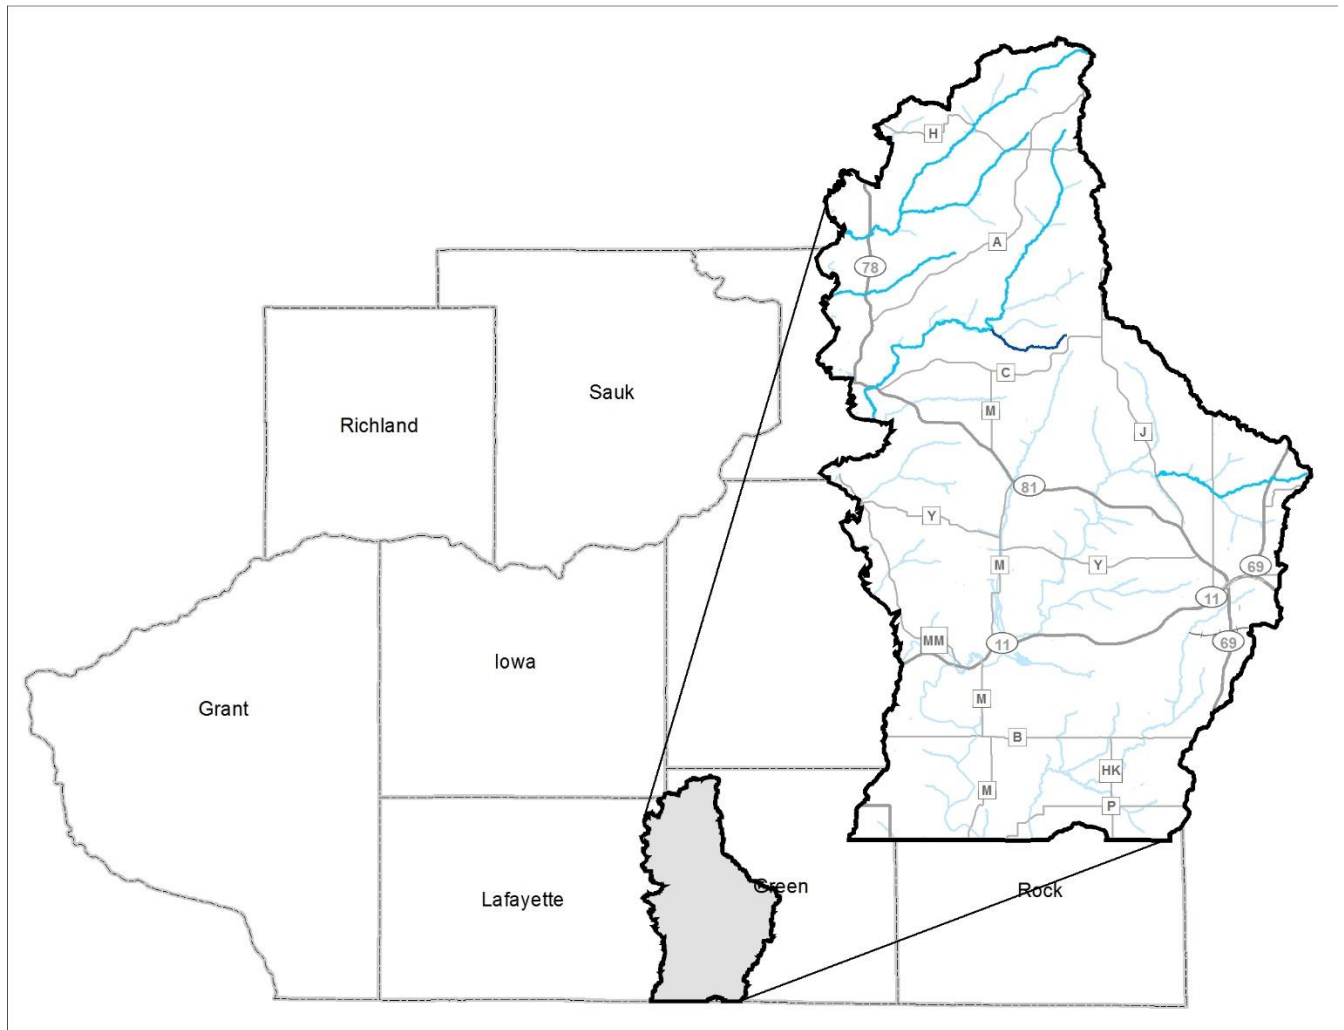 H
A
78
C
M
J
Sauk
Richland
81
Y
Y
M
69
11
MM
11
69
Iowa
M
Grant
B
HK
M
P
Green
Rock
Lafayette